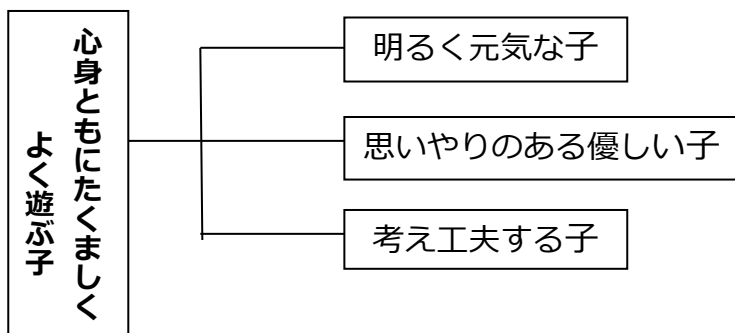 心身ともにたくましく
よく遊ぶ子
明るく元気な子
思いやりのある優しい子
考え工夫する子